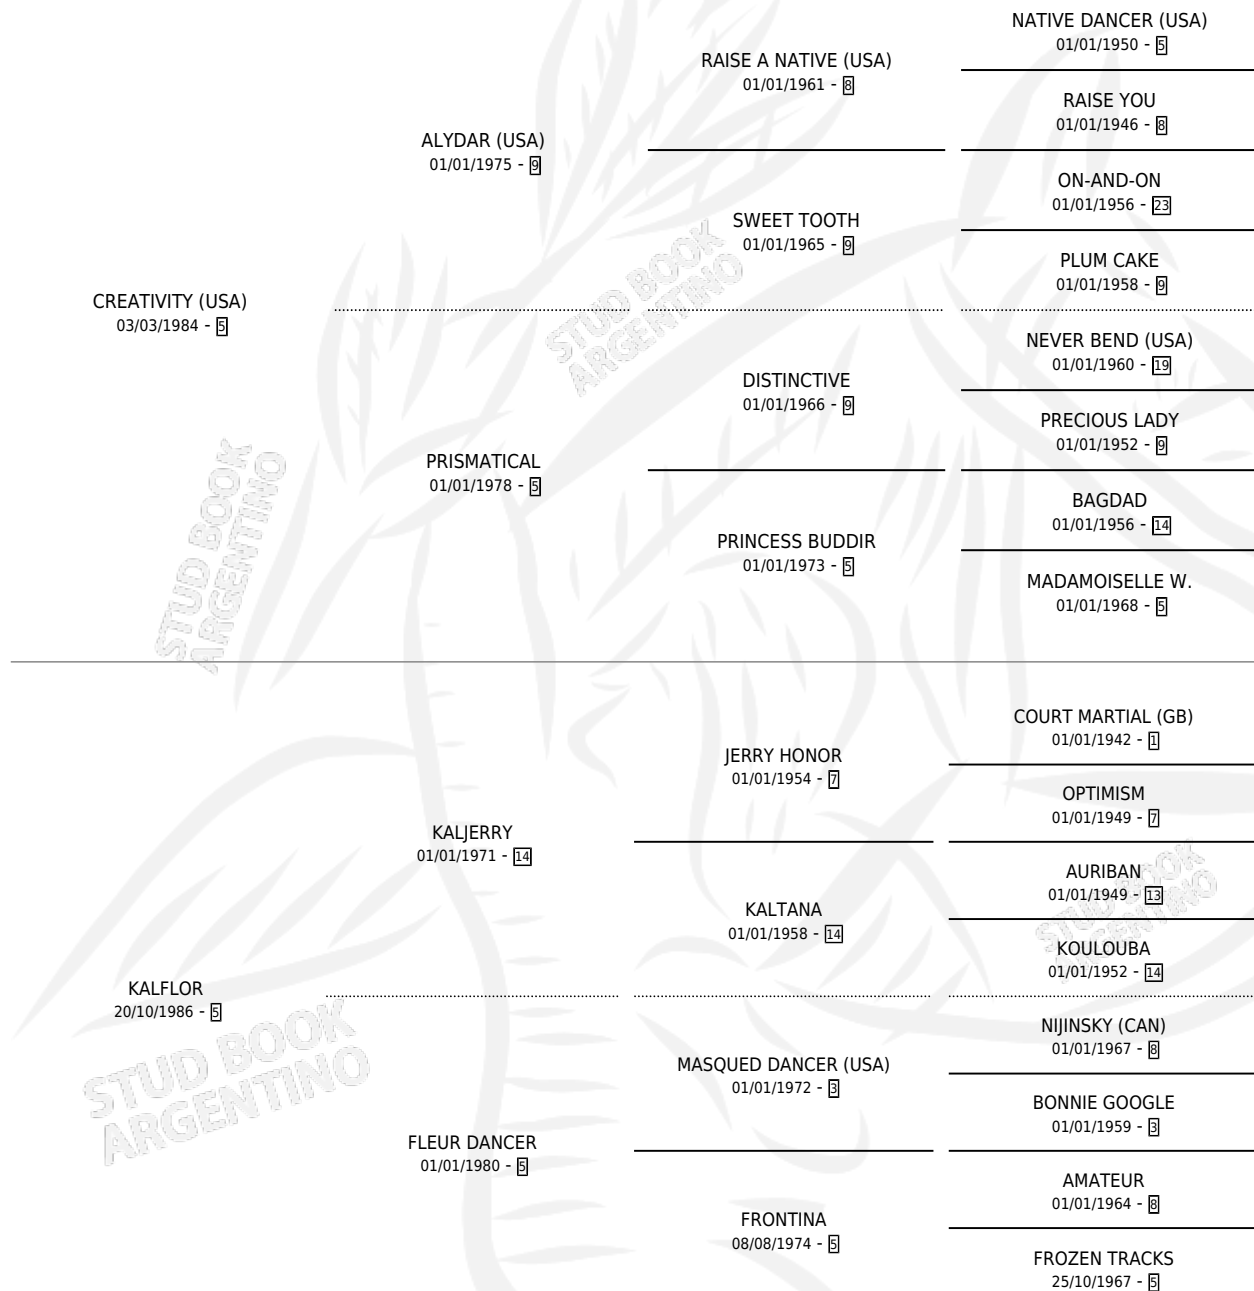 NATIVE DANCER (USA)
01/01/1950 - 5
RAISE A NATIVE (USA)
01/01/1961 - 8
RAISE YOU
01/01/1946 - 8
ALYDAR (USA)
01/01/1975 - 9
ON-AND-ON
01/01/1956 - 23
SWEET TOOTH
01/01/1965 - 9
PLUM CAKE
01/01/1958 - 9
CREATIVITY (USA)
03/03/1984 - 5
NEVER BEND (USA)
01/01/1960 - 19
DISTINCTIVE
01/01/1966 - 9
PRECIOUS LADY
01/01/1952 - 9
PRISMATICAL
01/01/1978 - 5
BAGDAD
01/01/1956 - 14
PRINCESS BUDDIR
01/01/1973 - 5
MADAMOISELLE W.
01/01/1968 - 5
COURT MARTIAL (GB)
01/01/1942 - 1
JERRY HONOR
01/01/1954 - 7
OPTIMISM
01/01/1949 - 7
KALJERRY
01/01/1971 - 14
AURIBAN
01/01/1949 - 13
KALTANA
01/01/1958 - 14
KOULOUBA
01/01/1952 - 14
KALFLOR
20/10/1986 - 5
NIJINSKY (CAN)
01/01/1967 - 8
MASQUED DANCER (USA)
01/01/1972 - 3
BONNIE GOOGLE
01/01/1959 - 3
FLEUR DANCER
01/01/1980 - 5
AMATEUR
01/01/1964 - 8
FRONTINA
08/08/1974 - 5
FROZEN TRACKS
25/10/1967 - 5
STUD BOOK
ARGENTINO
STUD BOOK
ARGENTINO
STUD BOOK
ARGENTINO
STUD BOOK
ARGENTINO